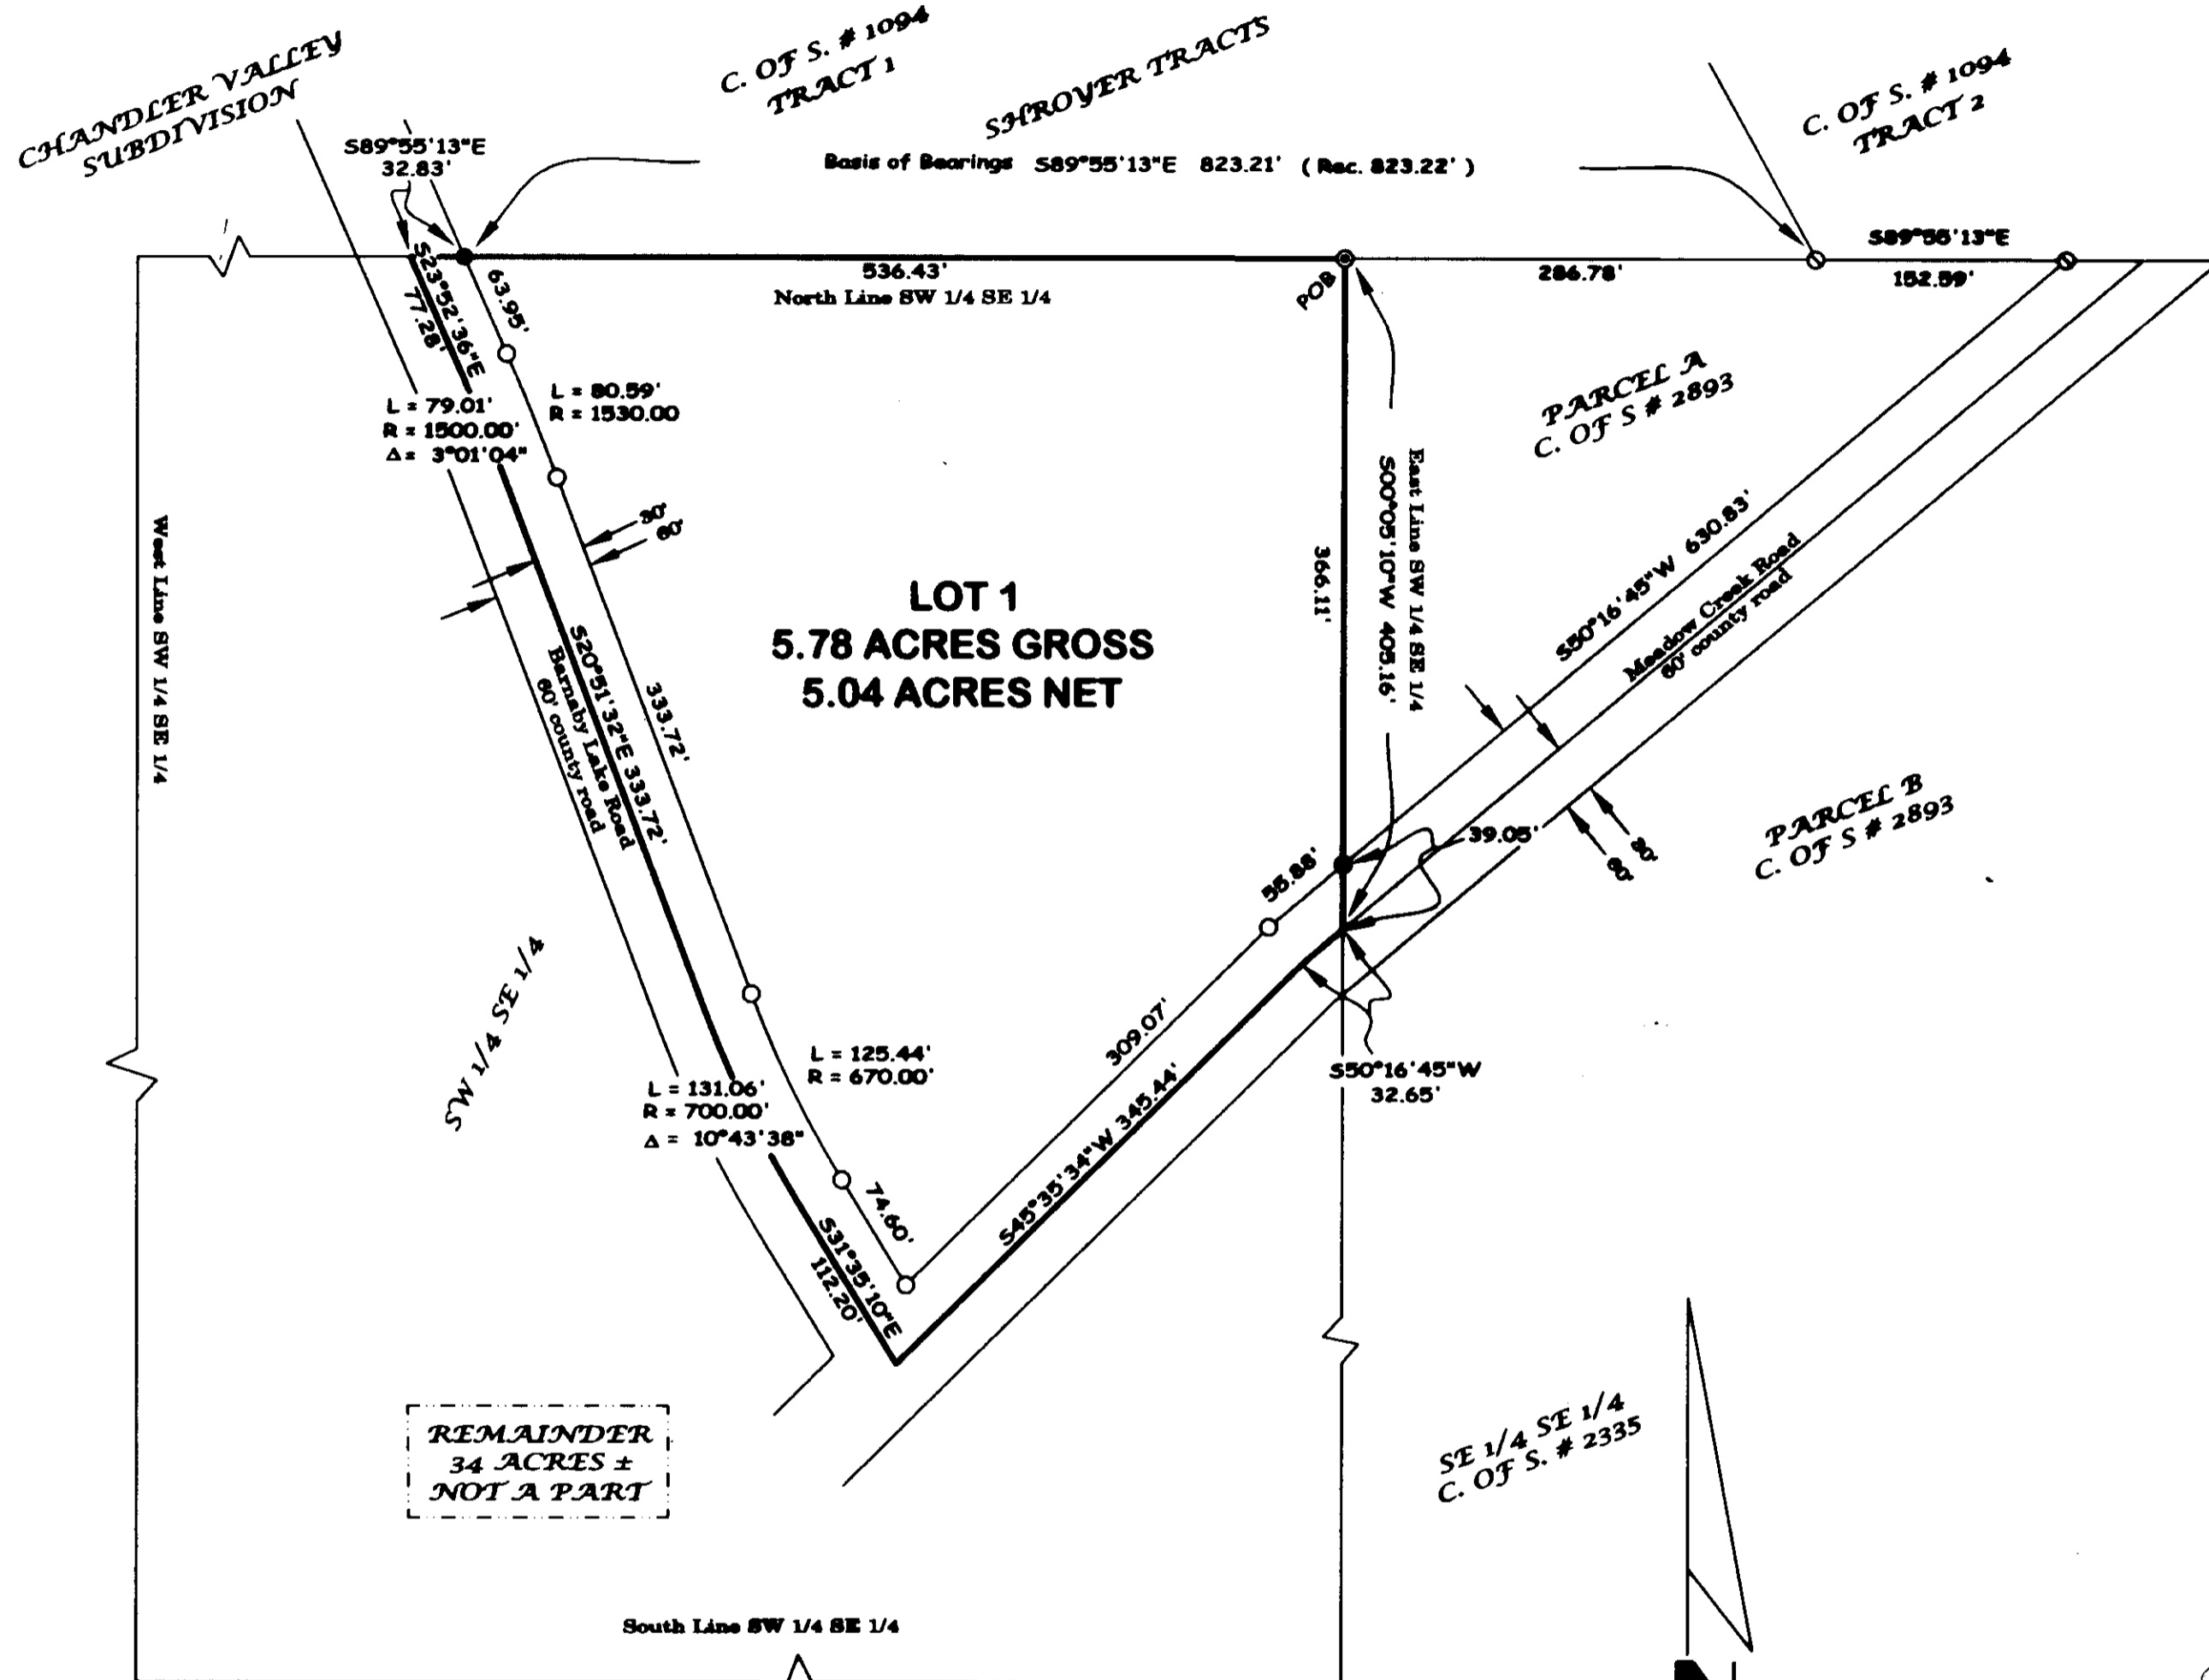 CHANDLER VALLEY
SUBDIVISION
C. OF S. # 1094
TRACT 1
SHROYER TRACTS
C. OF S. # 1094
TRACT 2
S89°55'13"E
32.83'
Basis of Bearings S89°55'13"E 823.21' ( Rec. 823.22' )
S89°55'13"E
152.59'
536.43'
North Line SW 1/4 SE 1/4
POB
286.78'
S23°52'36"E
77.28'
63.95'
L = 79.01'
R = 1500.00'
Δ = 3°01'04"
L = 80.59'
R = 1530.00
30'
60'
PARCEL A
C. OF S # 2893
West Line SW 1/4 SE 1/4
East Line SW 1/4 SE 1/4
S00°05'10"W 405.16'
366.11'
LOT 1
5.78 ACRES GROSS
5.04 ACRES NET
S50°16'45"W 630.83'
Meadow Creek Road
60' county road
S20°51'32"E 333.72'
Barnaby Lake Road
60' county road
333.72'
PARCEL B
C. OF S # 2893
30'
60'
39.05'
55.88'
SW 1/4 SE 1/4
309.07'
L = 125.44'
R = 670.00'
L = 131.06'
R = 700.00'
Δ = 10°43'38"
S50°16'45"W
32.65'
S45°35'34"W 345.44'
74.60'
S31°35'10"E
112.20'
REMAINDER
34 ACRES ±
NOT A PART
SE 1/4 SE 1/4
C. OF S. # 2335
South Line SW 1/4 SE 1/4